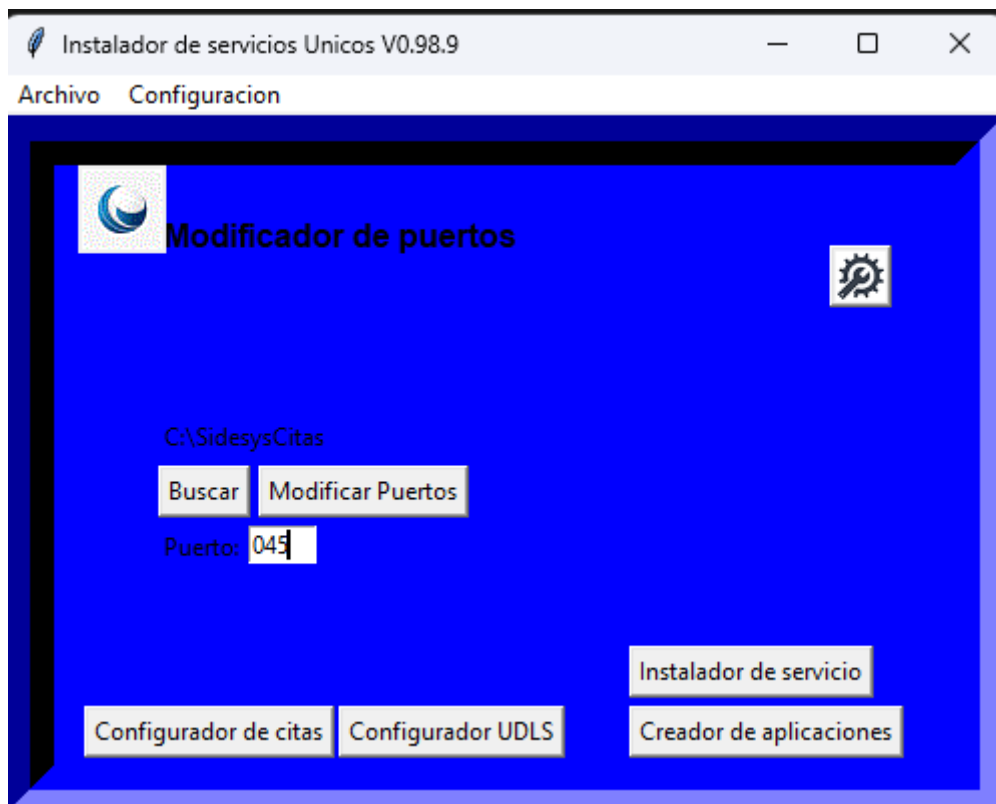 Instalador de servicios Unicos V0.98.9
Archivo Configuracion
Modificador de puertos
C:\SidesysCitas
Buscar Modificar Puertos
Puerto: 045
Instalador de servicio
Configurador de citas Configurador UDLS Creador de aplicaciones